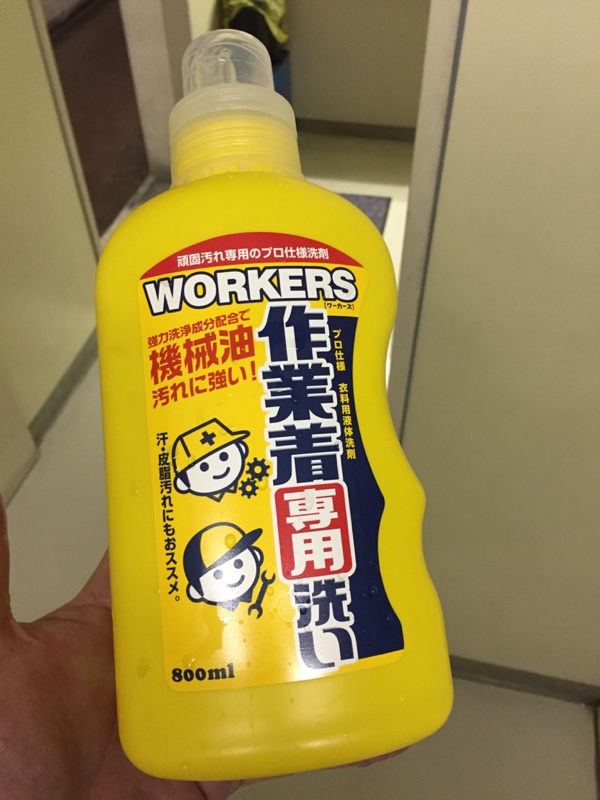 頑固汚れ専用のプロ仕様洗剤
WORKERS
[ワーカーズ]
強力洗浄成分配合で
機械油
汚れに強い!
作業着専用洗い
プロ仕様 衣料用液体洗剤
汗・皮脂汚れにもおススメ。
800ml